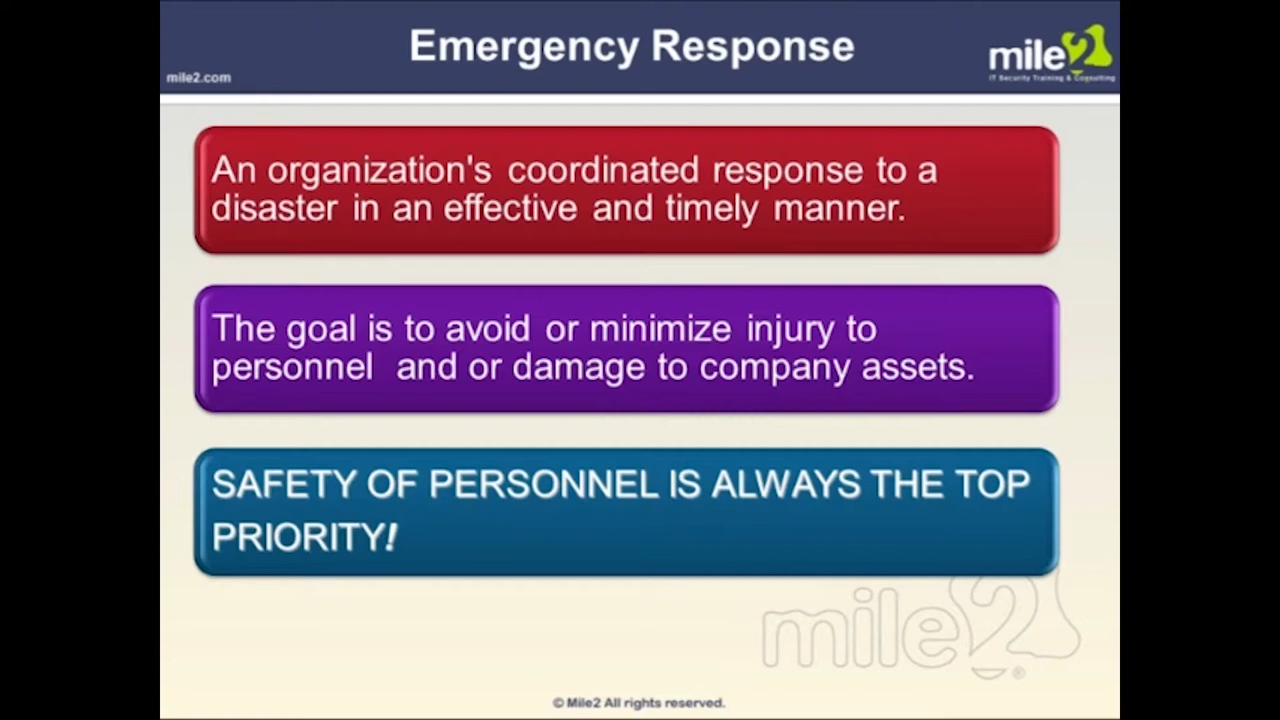 Emergency Response
mile2.com
mile2
IT Security Training & Consulting
An organization's coordinated response to a
disaster in an effective and timely manner.
The goal is to avoid or minimize injury to
personnel and or damage to company assets.
SAFETY OF PERSONNEL IS ALWAYS THE TOP
PRIORITY!
mile2®
© Mile2 All rights reserved.